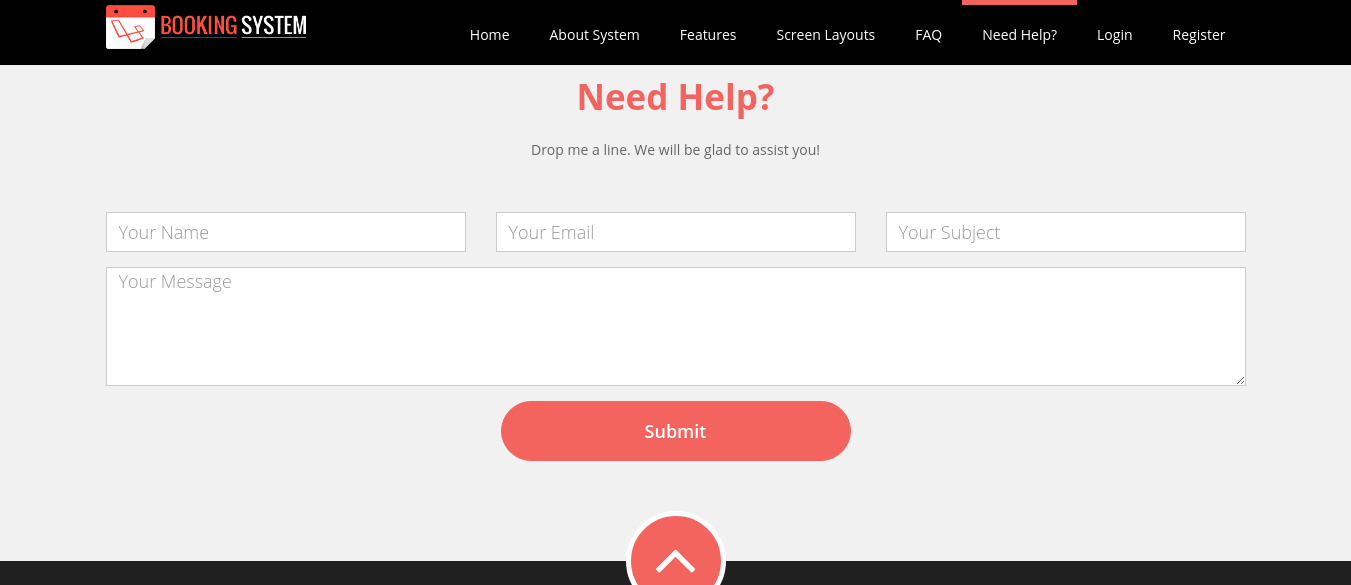 BOOKING SYSTEM
Home About System Features Screen Layouts FAQ Need Help? Login Register
Need Help?
Drop me a line. We will be glad to assist you!
Your Name Your Email Your Subject
Your Message
Submit